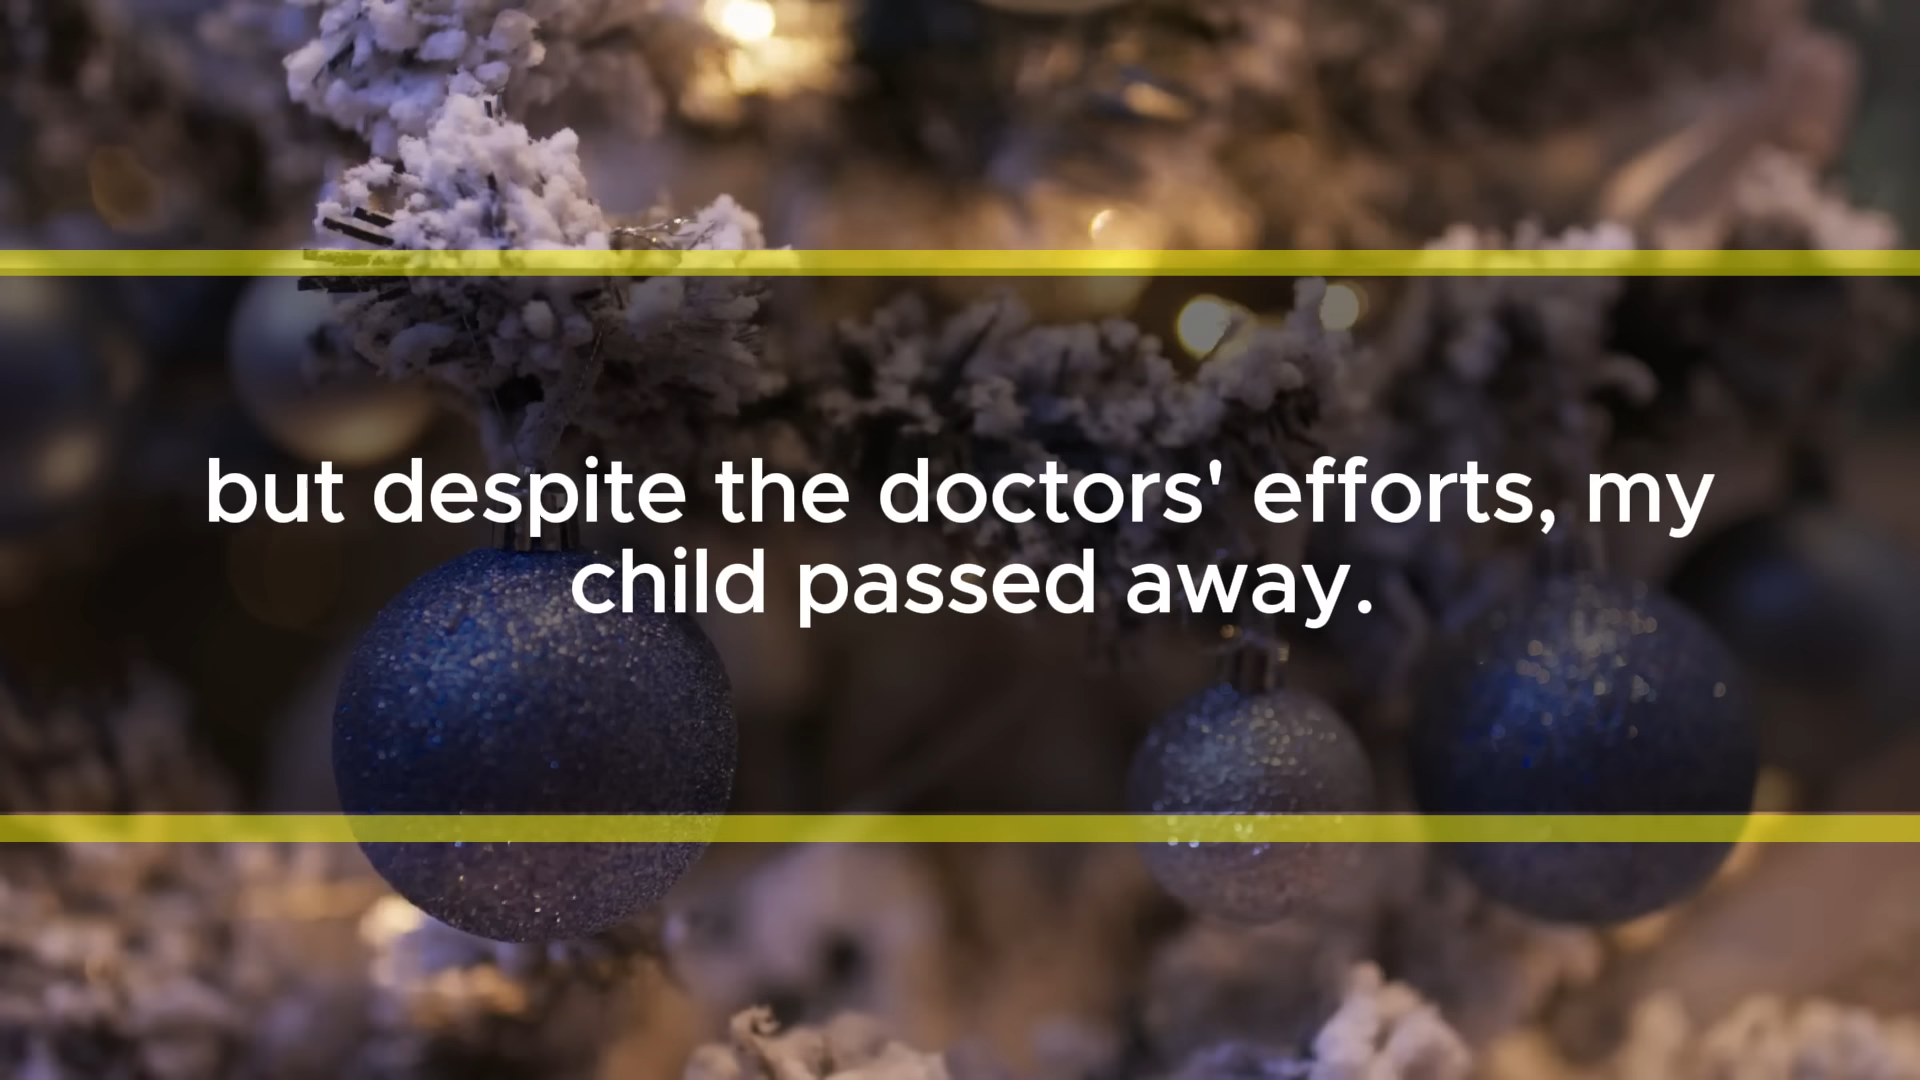 but despite the doctors' efforts, my
child passed away.